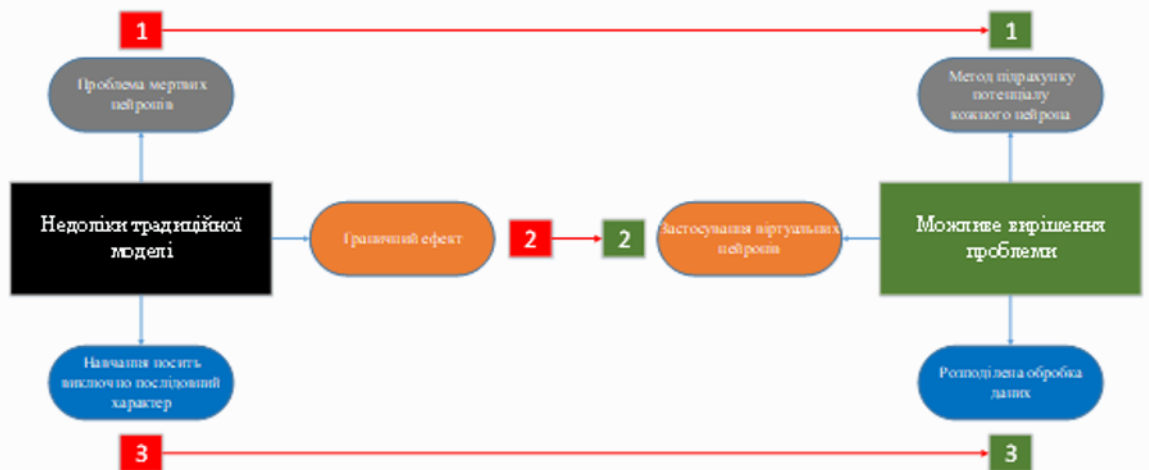 1
1
Проблема мертвих
нейронів
Метод підрахунку
потенціалу
кожного нейрона
Недоліки традиційної
моделі
Граничний ефект
2
2
Застосування віртуальних
нейронів
Можливе вирішення
проблеми
Навчання носить
виключно послідовний
характер
Розподілена обробка
даних
3
3